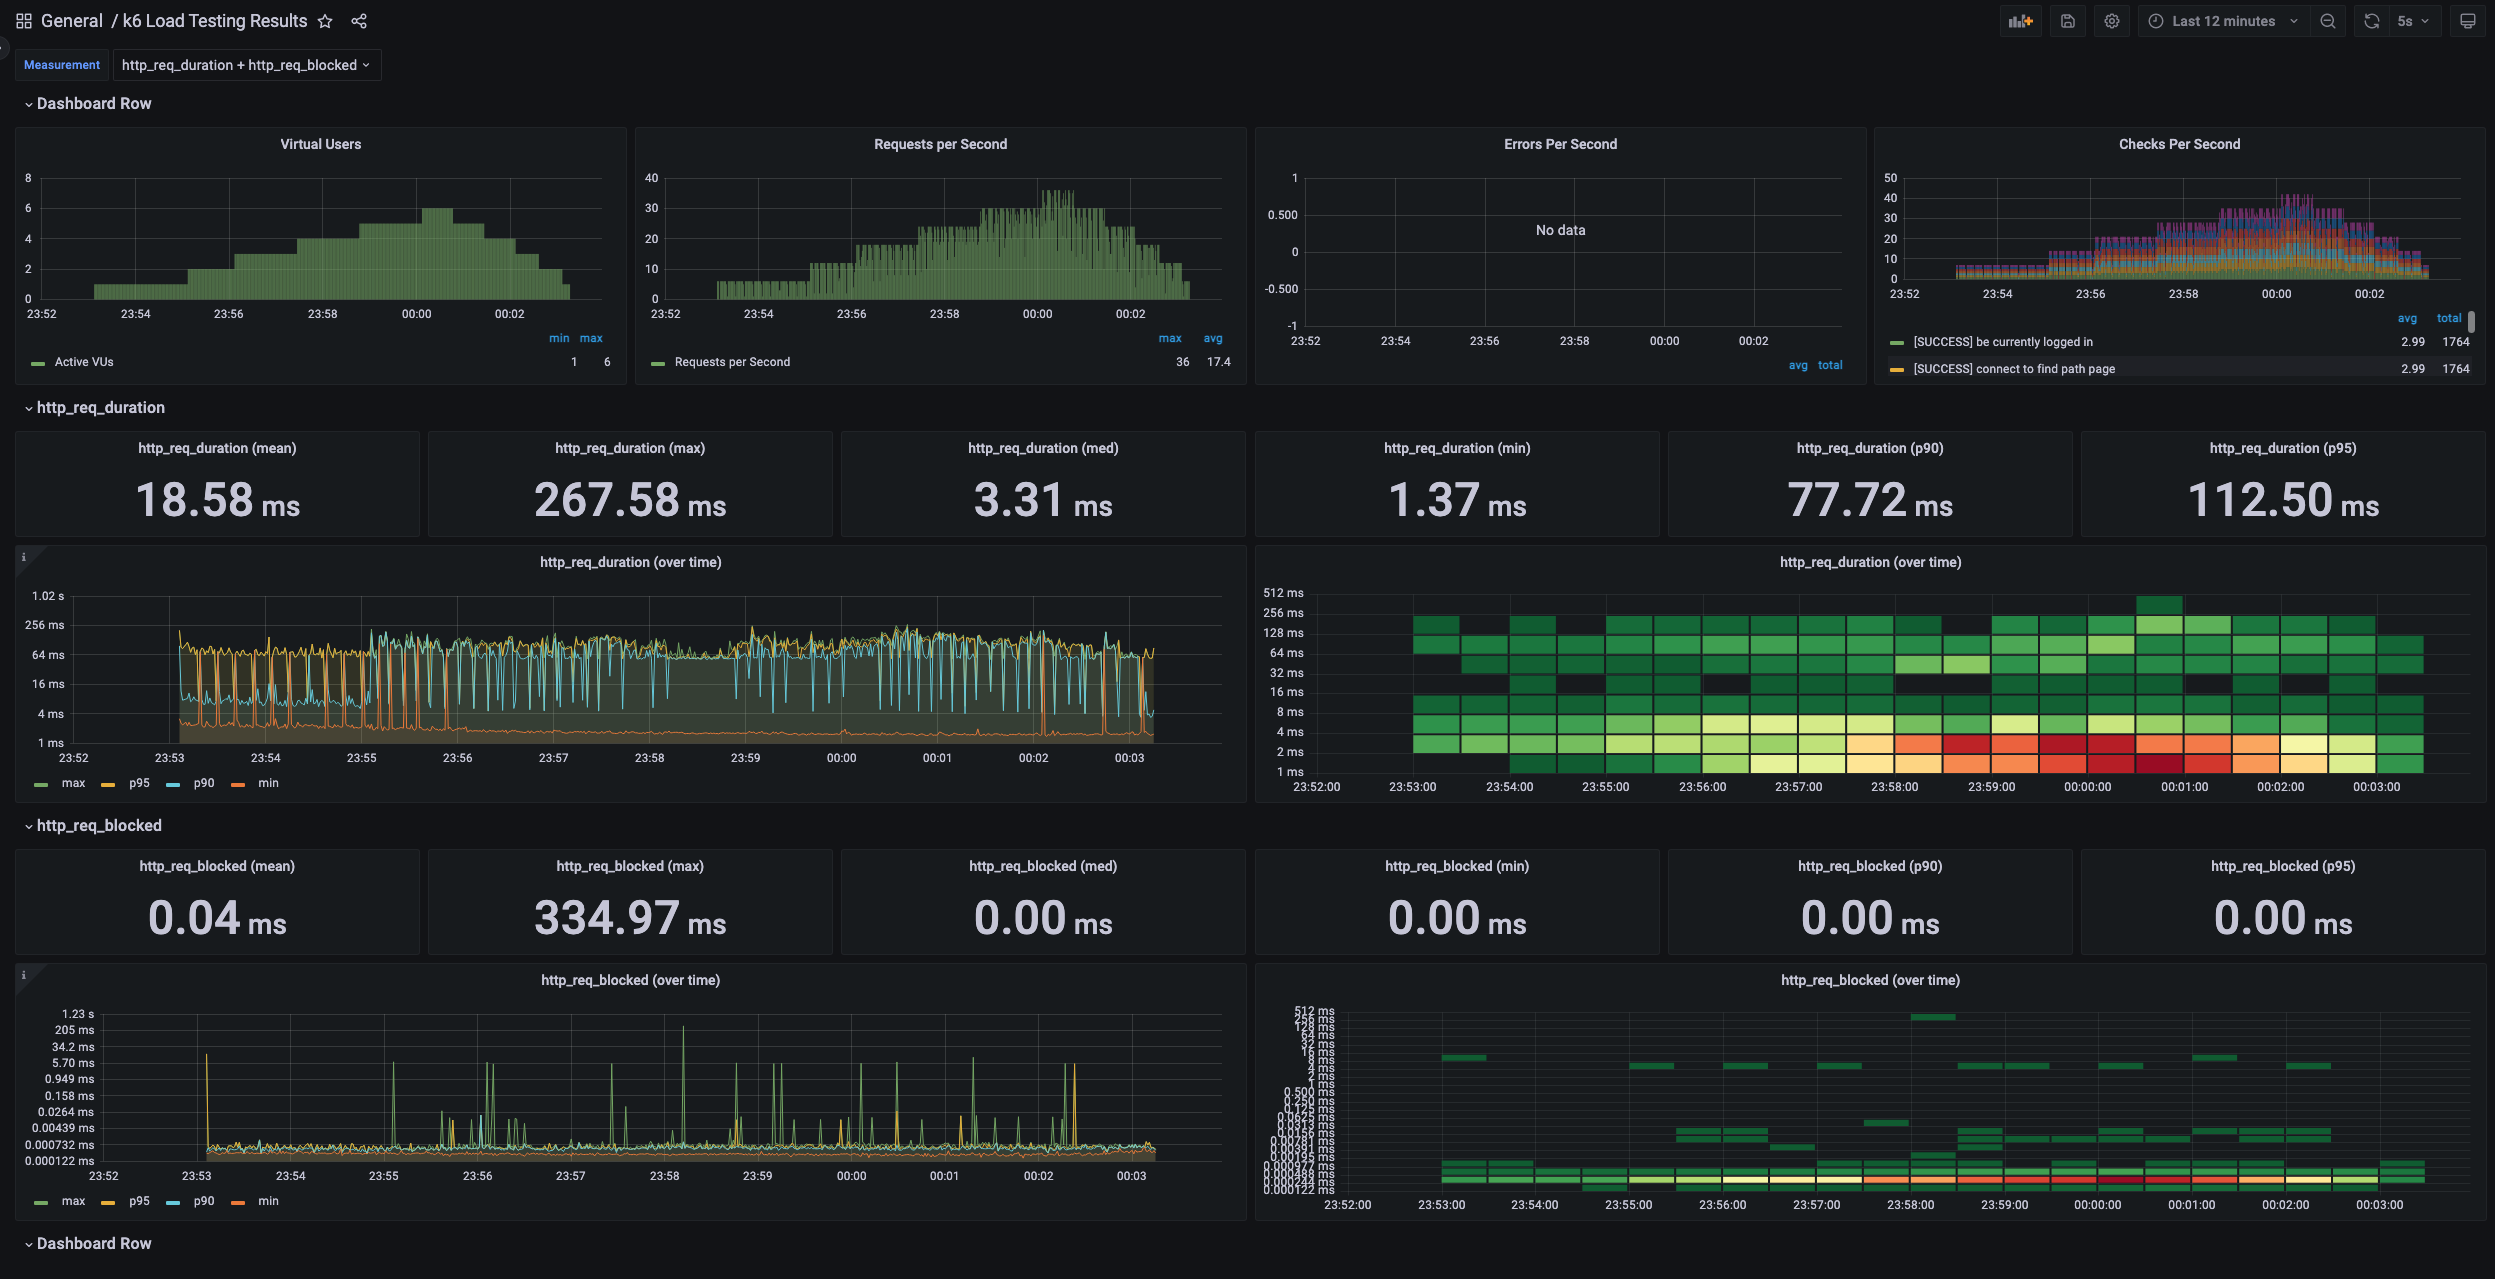 General / k6 Load Testing Results
Last 12 minutes
5s
Measurement
http_req_duration + http_req_blocked
Dashboard Row
Virtual Users
8
6
4
2
0
23:52 23:54 23:56 23:58 00:00 00:02
min max
Active VUs 1 6
Requests per Second
40
30
20
10
0
23:52 23:54 23:56 23:58 00:00 00:02
max avg
Requests per Second 36 17.4
Errors Per Second
1
0.500
0
-0.500
-1
No data
23:52 23:54 23:56 23:58 00:00 00:02
avg total
Checks Per Second
50
40
30
20
10
0
23:52 23:54 23:56 23:58 00:00 00:02
avg total
[SUCCESS] be currently logged in 2.99 1764
[SUCCESS] connect to find path page 2.99 1764
http_req_duration
http_req_duration (mean)
18.58 ms
http_req_duration (max)
267.58 ms
http_req_duration (med)
3.31 ms
http_req_duration (min)
1.37 ms
http_req_duration (p90)
77.72 ms
http_req_duration (p95)
112.50 ms
i
http_req_duration (over time)
1.02 s
256 ms
64 ms
16 ms
4 ms
1 ms
23:52 23:53 23:54 23:55 23:56 23:57 23:58 23:59 00:00 00:01 00:02 00:03
max p95 p90 min
http_req_duration (over time)
512 ms
256 ms
128 ms
64 ms
32 ms
16 ms
8 ms
4 ms
2 ms
1 ms
23:52:00 23:53:00 23:54:00 23:55:00 23:56:00 23:57:00 23:58:00 23:59:00 00:00:00 00:01:00 00:02:00 00:03:00
http_req_blocked
http_req_blocked (mean)
0.04 ms
http_req_blocked (max)
334.97 ms
http_req_blocked (med)
0.00 ms
http_req_blocked (min)
0.00 ms
http_req_blocked (p90)
0.00 ms
http_req_blocked (p95)
0.00 ms
i
http_req_blocked (over time)
1.23 s
205 ms
34.2 ms
5.70 ms
0.949 ms
0.158 ms
0.0264 ms
0.00439 ms
0.000732 ms
0.000122 ms
23:52 23:53 23:54 23:55 23:56 23:57 23:58 23:59 00:00 00:01 00:02 00:03
max p95 p90 min
http_req_blocked (over time)
512 ms
256 ms
128 ms
64 ms
32 ms
16 ms
8 ms
4 ms
2 ms
1 ms
0.500 ms
0.250 ms
0.125 ms
0.0625 ms
0.0313 ms
0.0156 ms
0.00781 ms
0.00391 ms
0.00195 ms
0.000977 ms
0.000488 ms
0.000244 ms
0.000122 ms
23:52:00 23:53:00 23:54:00 23:55:00 23:56:00 23:57:00 23:58:00 23:59:00 00:00:00 00:01:00 00:02:00 00:03:00
Dashboard Row